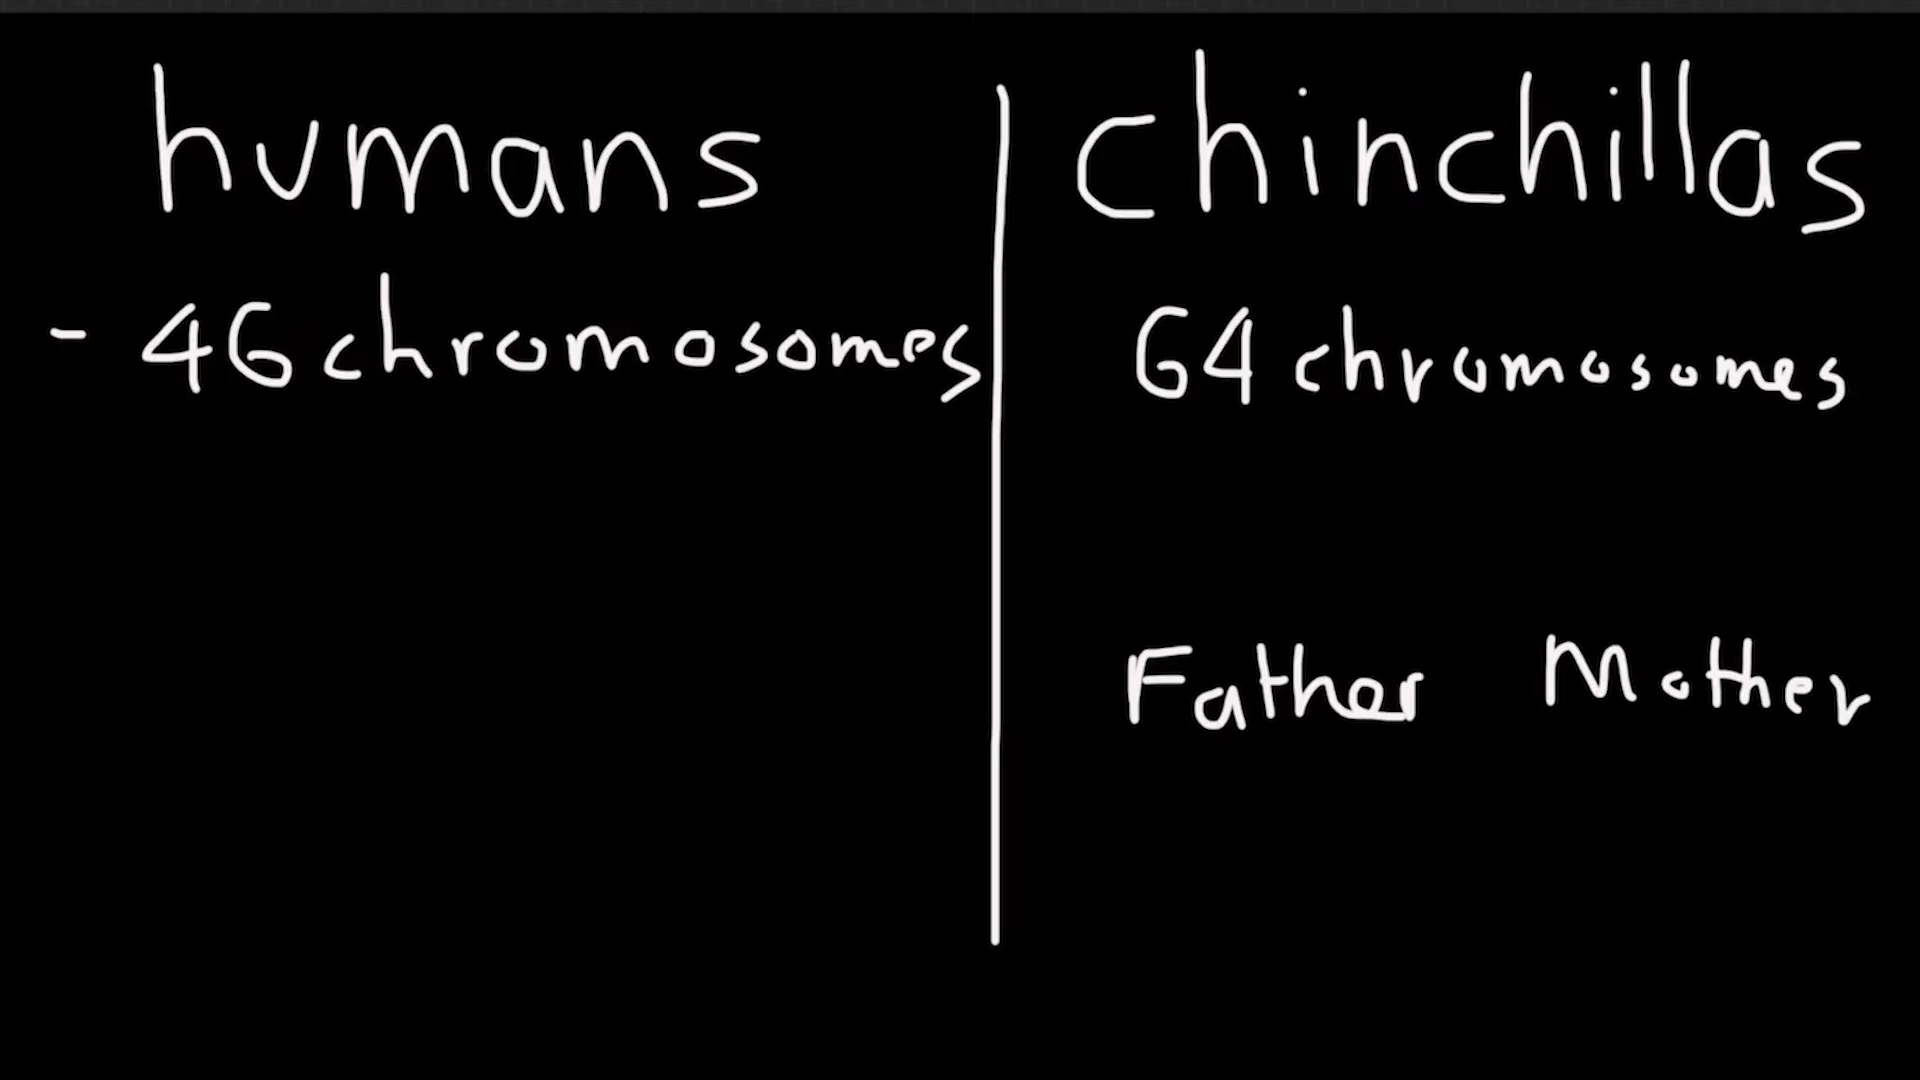 humans
- 46 chromosomes
chinchillas
64 chromosomes
Father Mother